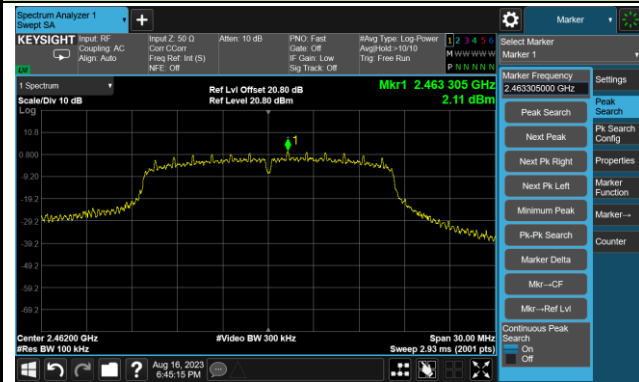 Spectrum Analyzer 1
Swept SA
Marker
KEYSIGHT
Input: RF
Coupling: AC
Align: Auto
Input Z: 50 Ω
Corr CCorr
Freq Ref: Int (S)
NFE: Off
Atten: 10 dB
PNO: Fast
Gate: Off
IF Gain: Low
Sig Track: Off
#Avg Type: Log-Power
Avg|Hold:>10/10
Trig: Free Run
1 2 3 4 5 6
M W W W W W
P N N N N N
Select Marker
Marker 1
LXI
1 Spectrum
Scale/Div 10 dB
Log
Ref Lvl Offset 20.80 dB
Ref Level 20.80 dBm
Mkr1 2.463 305 GHz
2.11 dBm
10.8
0.800
-9.20
-19.2
-29.2
-39.2
-49.2
-59.2
-69.2
1
Center 2.46200 GHz
#Res BW 100 kHz
#Video BW 300 kHz
Span 30.00 MHz
Sweep 2.93 ms (2001 pts)
Marker Frequency
2.463305000 GHz
Peak Search
Next Peak
Next Pk Right
Next Pk Left
Minimum Peak
Pk-Pk Search
Marker Delta
Mkr→CF
Mkr→Ref Lvl
Continuous Peak
Search
On
Off
Settings
Peak
Search
Pk Search
Config
Properties
Marker
Function
Marker→
Counter
Aug 16, 2023
6:45:15 PM